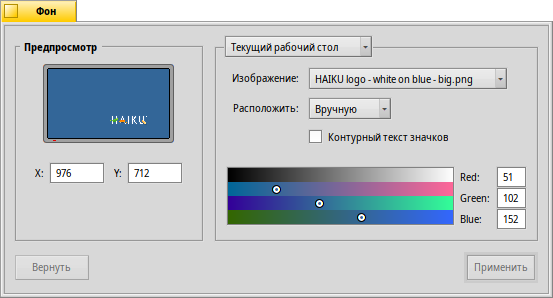 Фон
Предпросмотр
HAIKU
X: 976 Y: 712
Текущий рабочий стол
Изображение: HAIKU logo - white on blue - big.png
Расположить: Вручную
Контурный текст значков
Red: 51
Green: 102
Blue: 152
Вернуть
Применить